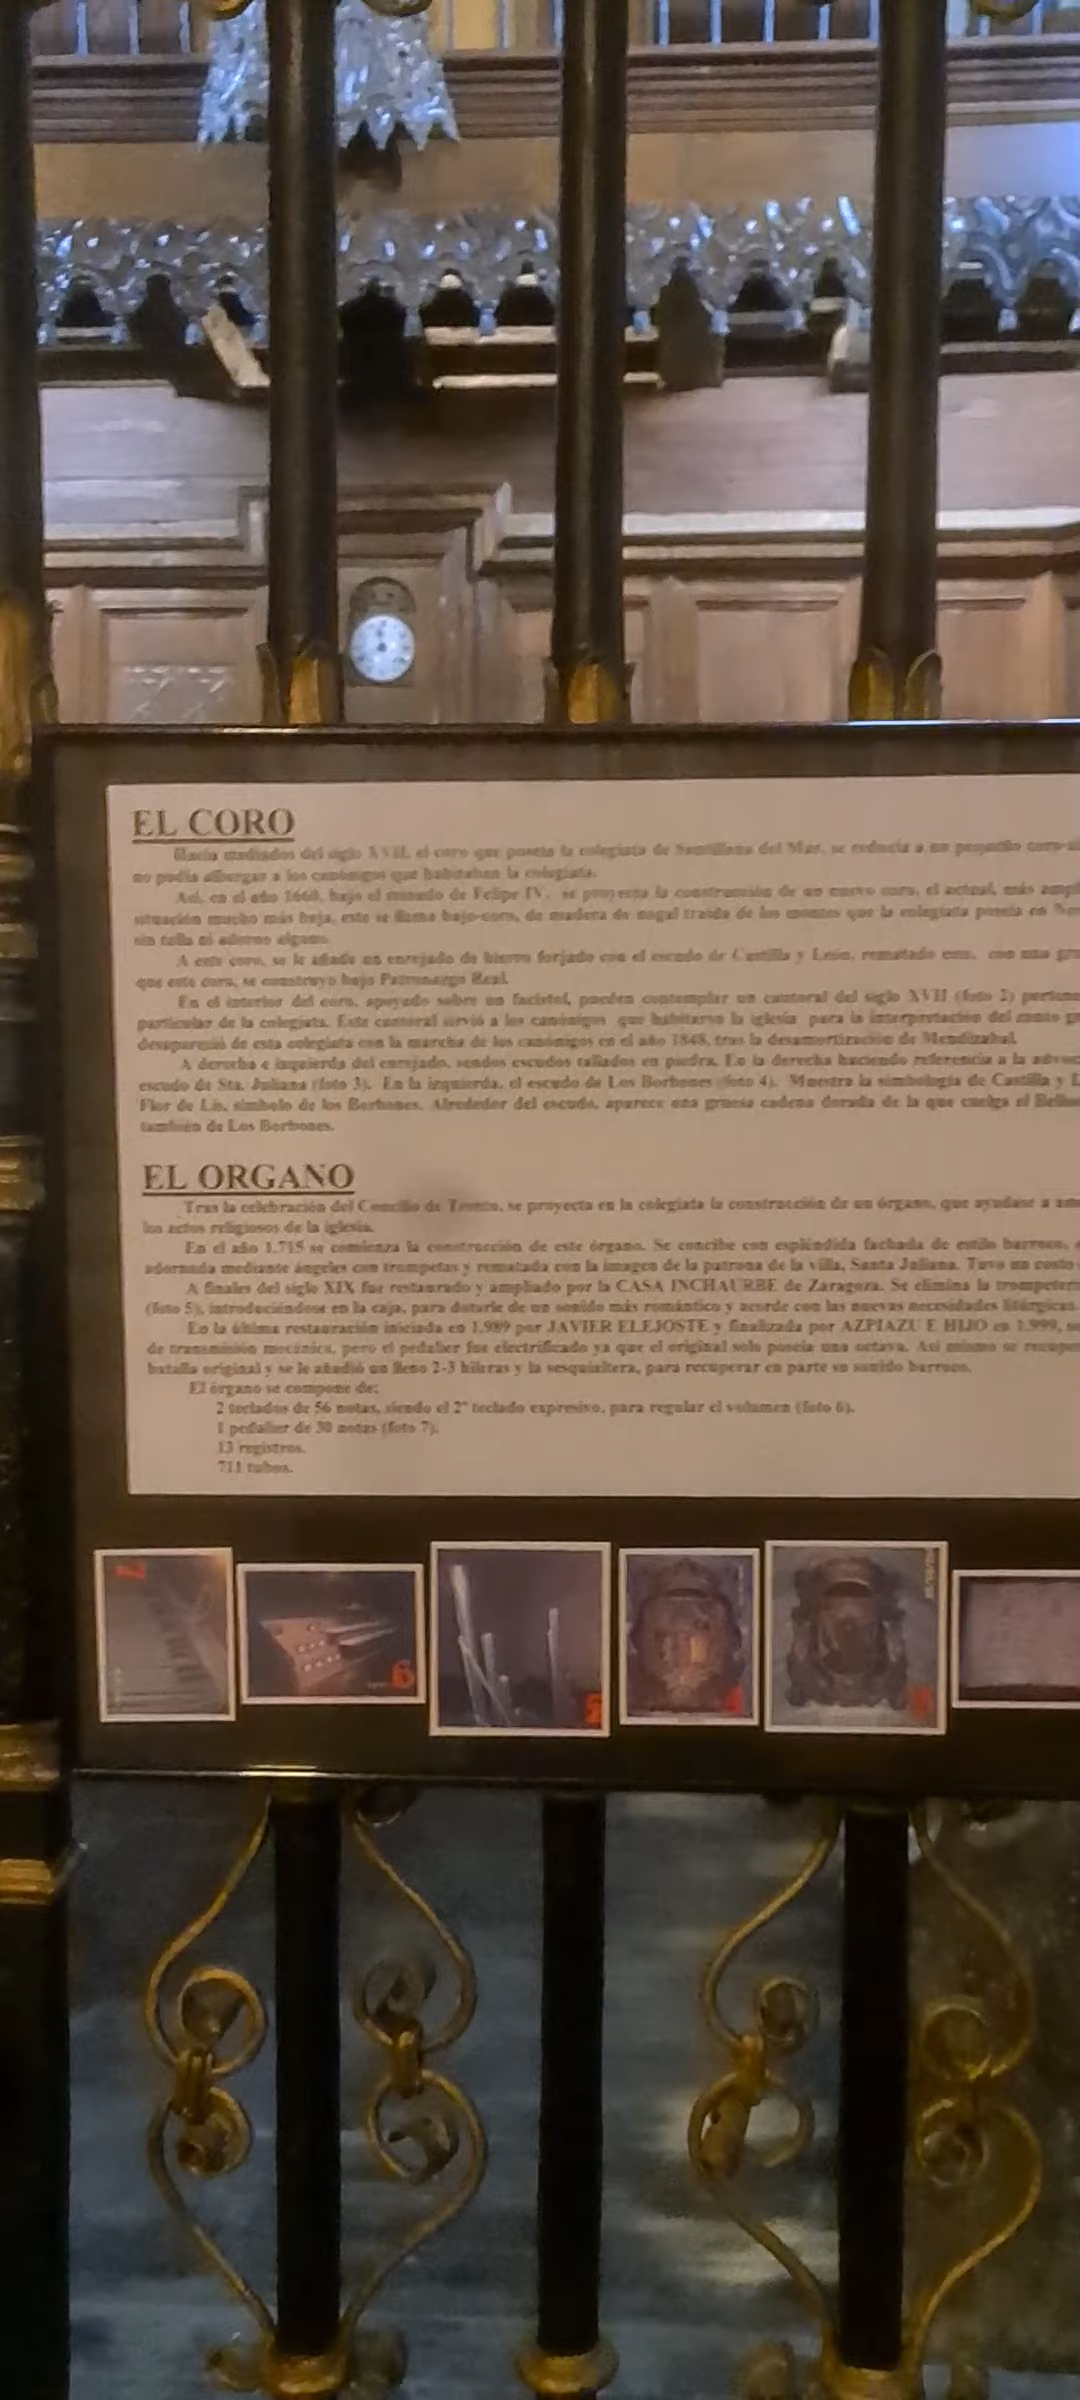 EL CORO
Hacia mediados del siglo XVII, el coro que poseía la colegiata de Santillana del Mar, se reducía a un pequeño
no podía albergar a los canónigos que habitaban la colegiata.
Así, en el año 1660, bajo el reinado de Felipe IV, se proyecta la construcción de un nuevo coro, el actual, más
situación mucho más baja, este se llama bajo-coro, de madera de nogal traída de los montes que la colegiata poseía en
sin talla ni adorno alguno.
A este coro, se le añade un enrejado de hierro forjado con el escudo de Castilla y León, rematado con una
que este coro, se construyo bajo Patronazgo Real.
En el interior del coro, apoyado sobre un facistol, pueden contemplar un cantoral del siglo XVII (foto 2)
particular de la colegiata. Este cantoral sirvió a los canónigos que habitaron la iglesia para la interpretación del canto
desapareció de esta colegiata con la marcha de los canónigos en el año 1848, tras la desamortización de Mendizabal.
A derecha e izquierda del enrejado, sendos escudos tallados en piedra. En la derecha haciendo referencia a la
escudo de Sta. Juliana (foto 3). En la izquierda, el escudo de Los Borbones (foto 4). Muestra la simbología de Castilla y
Flor de Lis, símbolo de los Borbones. Alrededor del escudo, aparece una gruesa cadena dorada de la que cuelga el
también de Los Borbones.
EL ORGANO
Tras la celebración del Concilio de Trento, se proyecta en la colegiata la construcción de un órgano, que ayudase a
los actos religiosos de la iglesia.
En el año 1.715 se comienza la construcción de este órgano. Se concibe con espléndida fachada de estilo barroco,
adornada mediante ángeles con trompetas y rematada con la imagen de la patrona de la villa, Santa Juliana. Tuvo un costo
A finales del siglo XIX fue restaurado y ampliado por la CASA INCHAURBE de Zaragoza. Se elimina la
(foto 5), introduciéndose en la caja, para dotarle de un sonido más romántico y acorde con las nuevas necesidades litúrgicas.
En la última restauración iniciada en 1.989 por JAVIER ELEJOSTE y finalizada por AZPIAZU E HIJO en 1.999,
de transmisión mecánica, pero el pedalier fue electrificado ya que el original solo poseía una octava. Así mismo se
batalla original y se le añadió un lleno 2-3 hileras y la sesquialtera, para recuperar en parte su sonido barroco.
El órgano se compone de:
2 teclados de 56 notas, siendo el 2º teclado expresivo, para regular el volumen (foto 6).
1 pedalier de 30 notas (foto 7).
13 registros.
711 tubos.
7
6
5
4